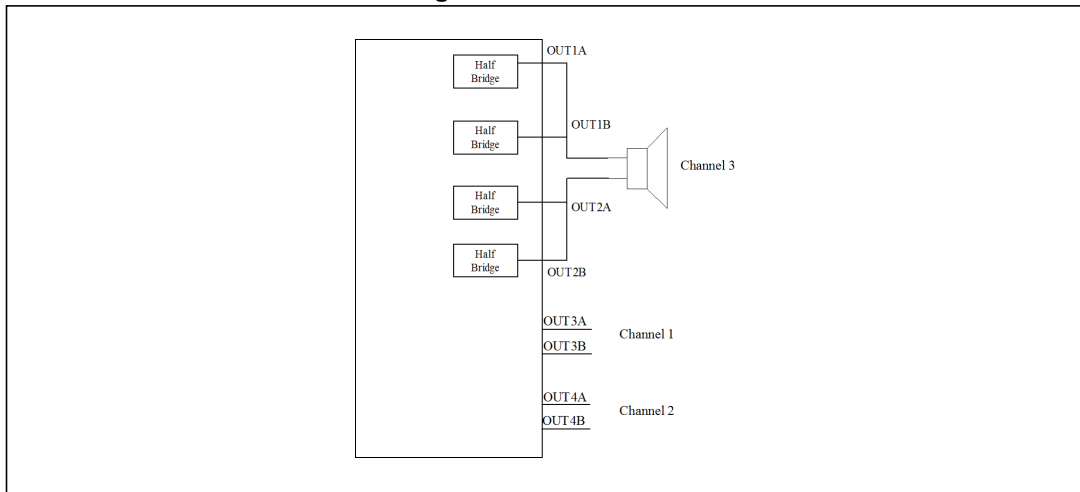 OUT1A
Half
Bridge
OUT1B
Half
Bridge
Channel 3
Half
Bridge
OUT2A
Half
Bridge
OUT2B
OUT3A
Channel 1
OUT3B
OUT4A
Channel 2
OUT4B